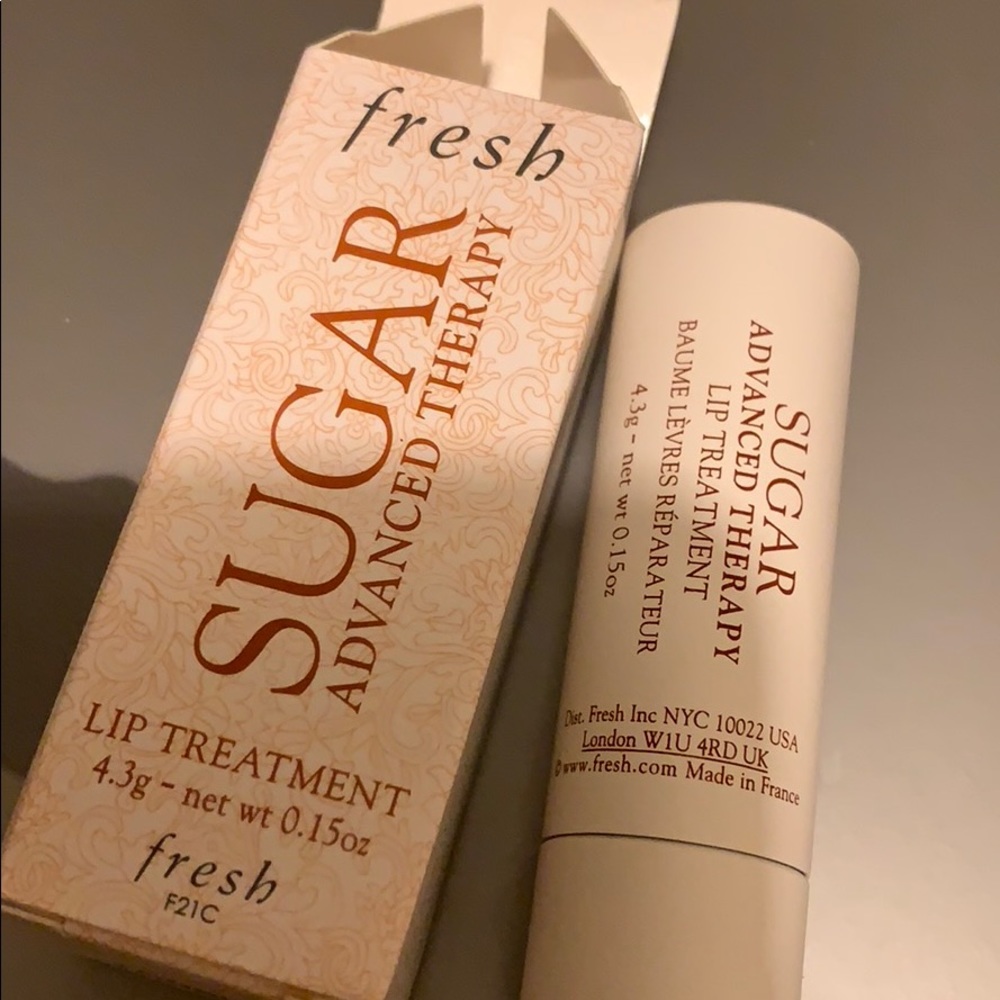 fresh
SUGAR
ADVANCED THERAPY
LIP TREATMENT
4.3g - net wt 0.15oz
fresh
F21C
SUGAR
ADVANCED THERAPY
LIP TREATMENT
BAUME LÈVRES RÉPARATEUR
4.3g - net wt 0.15oz
Dist. Fresh Inc NYC 10022 USA
London W1U 4RD UK
© www.fresh.com Made in France